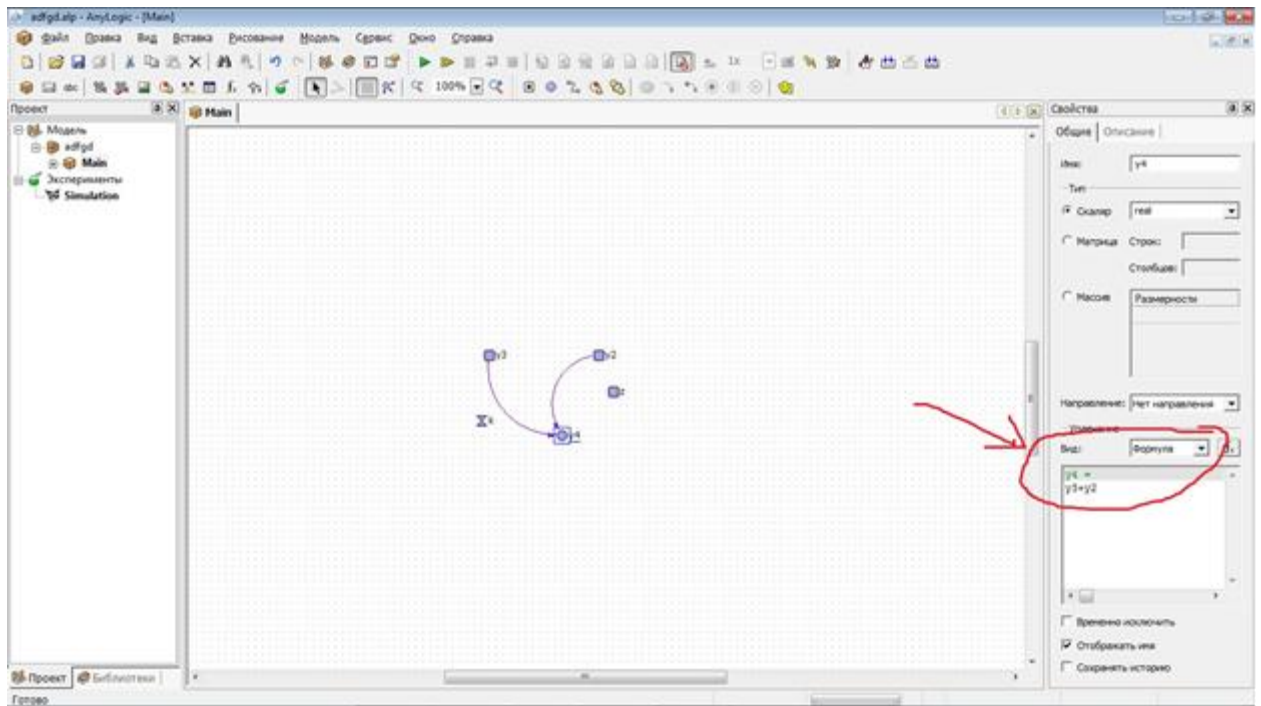 adfgd.alp - AnyLogic - [Main]
Файл Правка Вид Вставка Рисование Модель Сервис Окно Справка
1x
100%
Проект
Main
Свойства
Модель
adfgd
Main
Эксперименты
Simulation
Общие Описание
Имя: y4
Тип
Скаляр real
Матрица Строк:
Столбцов:
Массив Размерности
y3 y2
z
x
y4
Направление: Нет направления
Вид: Формула
y4 =
y3+y2
Временно исключить
Отображать имя
Сохранять историю
Проект Библиотеки
Готово